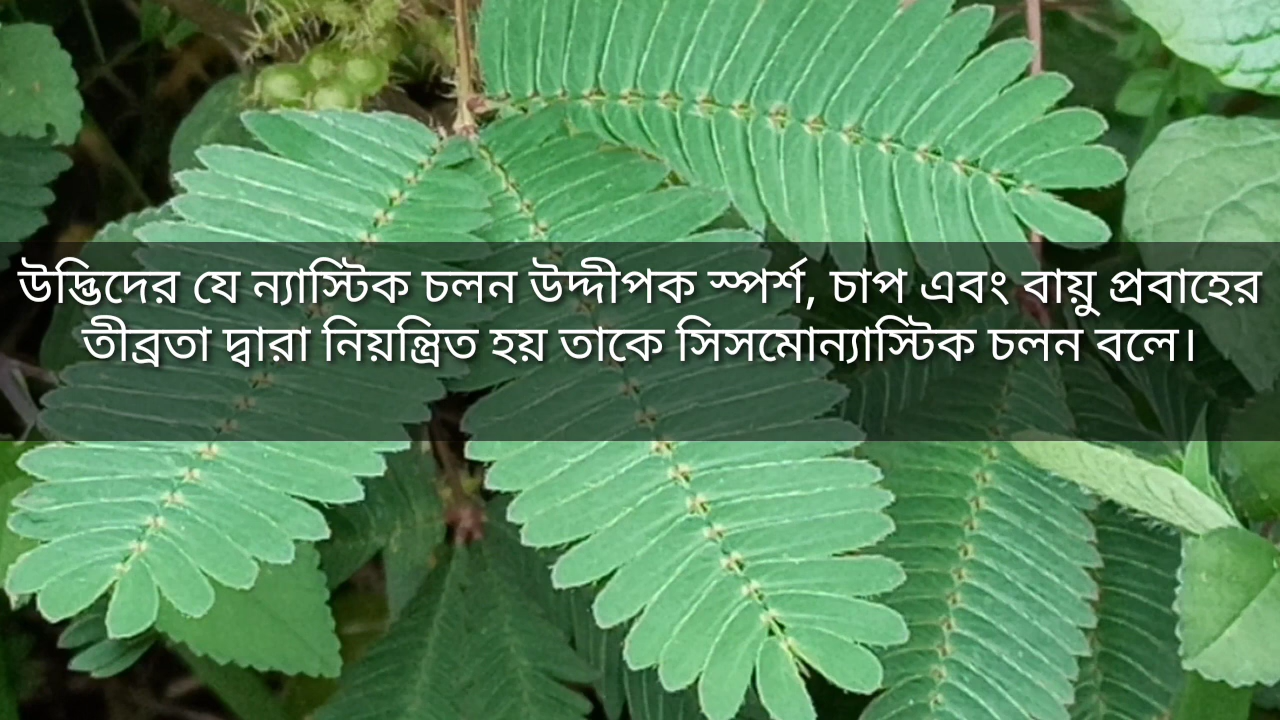 উদ্ভিদের যে ন্যাস্টিক চলন উদ্দীপক স্পর্শ, চাপ এবং বায়ু প্রবাহের
তীব্রতা দ্বারা নিয়ন্ত্রিত হয় তাকে সিসমোন্যাস্টিক চলন বলে।